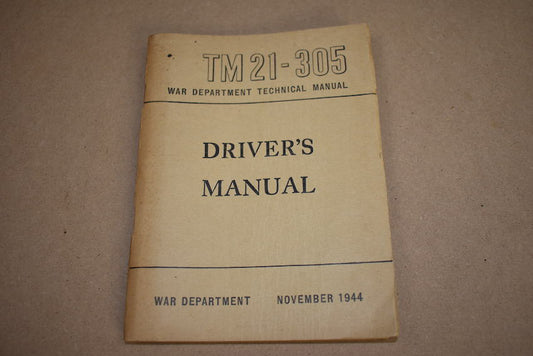 TM 21-305
WAR DEPARTMENT TECHNICAL MANUAL
DRIVER'S
MANUAL
WAR DEPARTMENT NOVEMBER 1944